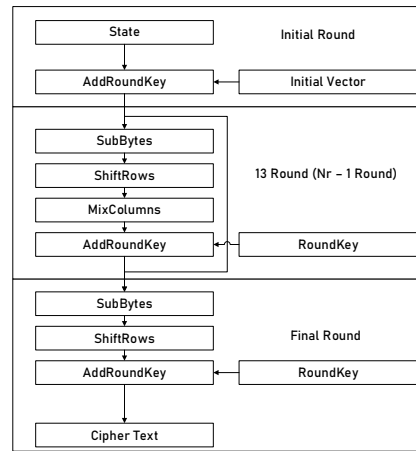 State
Initial Round
AddRoundKey
Initial Vector
SubBytes
ShiftRows
13 Round (Nr – 1 Round)
MixColumns
AddRoundKey
RoundKey
SubBytes
ShiftRows
Final Round
AddRoundKey
RoundKey
Cipher Text